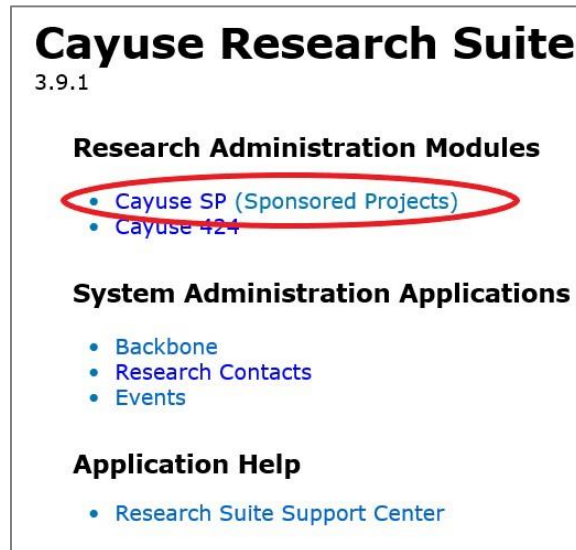 Cayuse Research Suite
3.9.1
Research Administration Modules
• Cayuse SP (Sponsored Projects)
• Cayuse 424
System Administration Applications
• Backbone
• Research Contacts
• Events
Application Help
• Research Suite Support Center